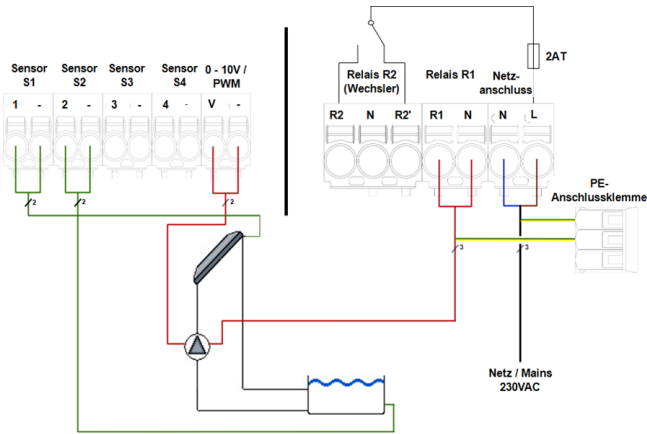 Sensor S1
Sensor S2
Sensor S3
Sensor S4
0 - 10V / PWM
1 - 2 - 3 - 4 - V -
2
2
2
2AT
Relais R2
(Wechsler)
Relais R1
Netz-
anschluss
R2 N R2' R1 N N L
PE-
Anschlussklemme
3
3
Netz / Mains
230VAC